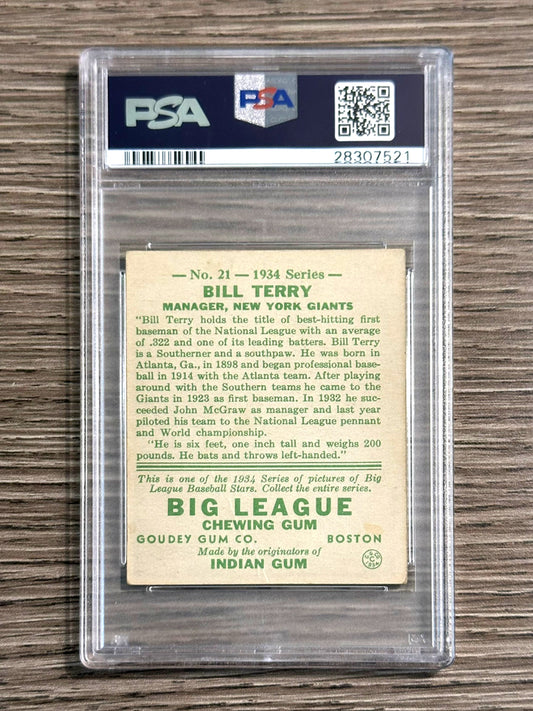 PSA
PSA
28307521
— No. 21 — 1934 Series —
BILL TERRY
MANAGER, NEW YORK GIANTS
"Bill Terry holds the title of best-hitting first
baseman of the National League with an average
of .322 and one of its leading batters. Bill Terry
is a Southerner and a southpaw. He was born in
Atlanta, Ga., in 1898 and began professional base-
ball in 1914 with the Atlanta team. After playing
around with the Southern teams he came to the
Giants in 1923 as first baseman. In 1932 he suc-
ceeded John McGraw as manager and last year
piloted his team to the National League pennant
and World championship.
"He is six feet, one inch tall and weighs 200
pounds. He bats and throws left-handed."
This is one of the 1934 Series of pictures of Big
League Baseball Stars. Collect the entire series.
BIG LEAGUE
CHEWING GUM
GOUDEY GUM CO. BOSTON
Made by the originators of
INDIAN GUM